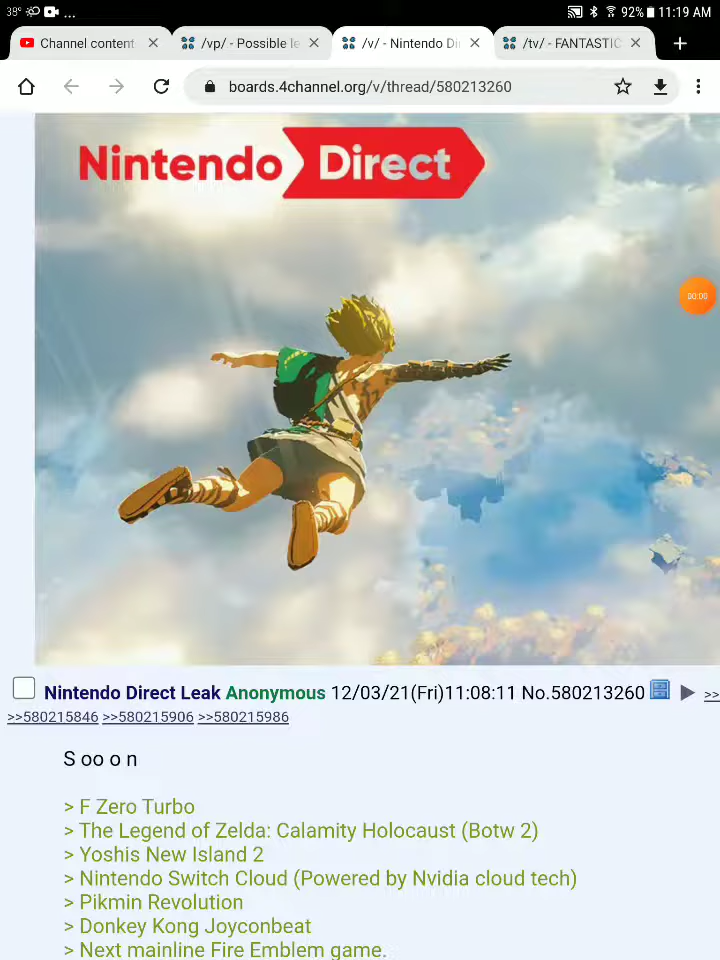 38° ... 92% 11:19 AM
Channel content /vp/ - Possible le /v/ - Nintendo Di /tv/ - FANTASTIC
boards.4channel.org/v/thread/580213260
Nintendo Direct
00:00
Nintendo Direct Leak Anonymous 12/03/21(Fri)11:08:11 No.580213260 ▶ >>
>>580215846 >>580215906 >>580215986
S oo o n
> F Zero Turbo
> The Legend of Zelda: Calamity Holocaust (Botw 2)
> Yoshis New Island 2
> Nintendo Switch Cloud (Powered by Nvidia cloud tech)
> Pikmin Revolution
> Donkey Kong Joyconbeat
> Next mainline Fire Emblem game.